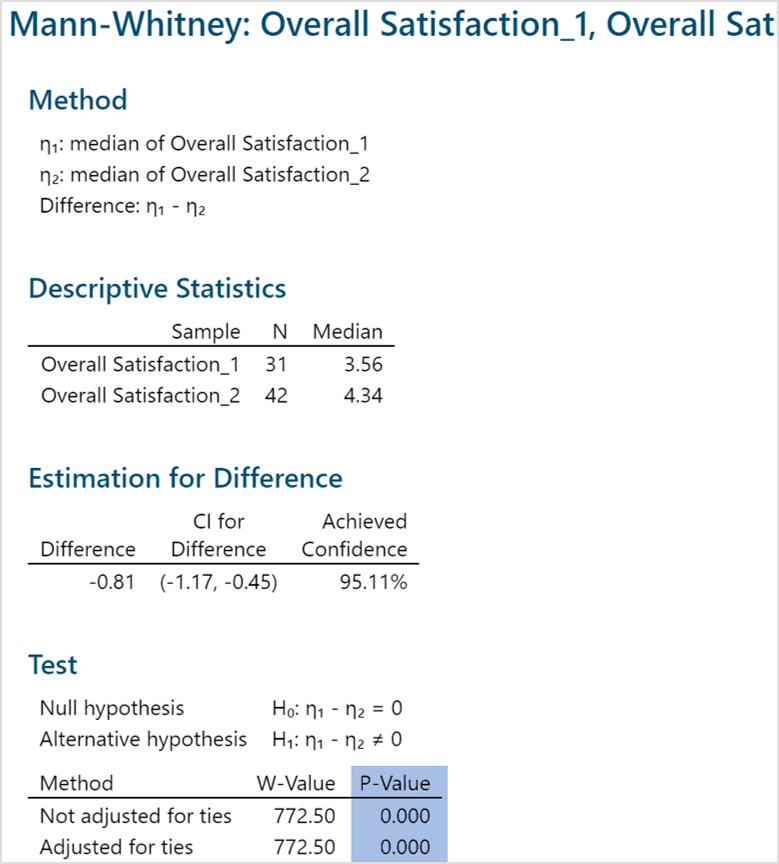 Mann-Whitney: Overall Satisfaction_1, Overall Sat
Method
η₁: median of Overall Satisfaction_1
η₂: median of Overall Satisfaction_2
Difference: η₁ - η₂
Descriptive Statistics
Sample N Median
Overall Satisfaction_1 31 3.56
Overall Satisfaction_2 42 4.34
Estimation for Difference
CI for Achieved
Difference Difference Confidence
-0.81 (-1.17, -0.45) 95.11%
Test
Null hypothesis H₀: η₁ - η₂ = 0
Alternative hypothesis H₁: η₁ - η₂ ≠ 0
Method W-Value P-Value
Not adjusted for ties 772.50 0.000
Adjusted for ties 772.50 0.000